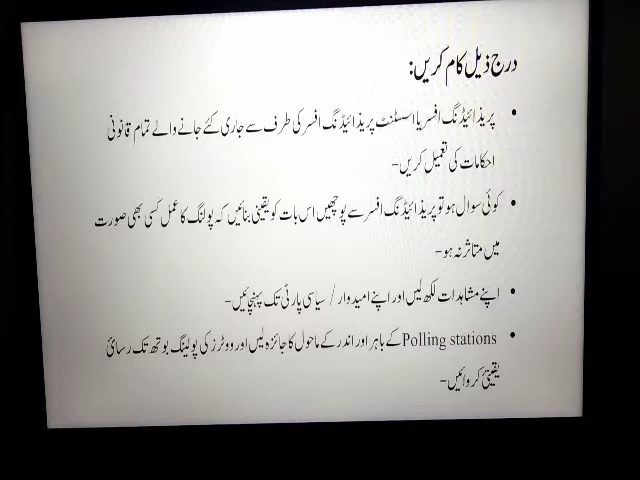 درج ذیل کام کریں:
• پریذائیڈنگ افسر یا اسسٹنٹ پریذائیڈنگ افسر کی طرف سے جاری کئے جانے والے تمام قانونی
احکامات کی تعمیل کریں-
• کوئی سوال ہو تو پریذائیڈنگ افسر سے پوچھیں اس بات کو یقینی بنائیں کہ پولنگ کا عمل کسی بھی صورت
میں متاثر نہ ہو-
• اپنے مشاہدات لکھ لیں اور اپنے امیدوار / سیاسی پارٹی تک پہنچائیں-
• Polling stations کے باہر اور اندر کے ماحول کا جائزہ لیں اور ووٹرز کی پولینگ بوتھ تک رسائ
یقینی کروائیں-